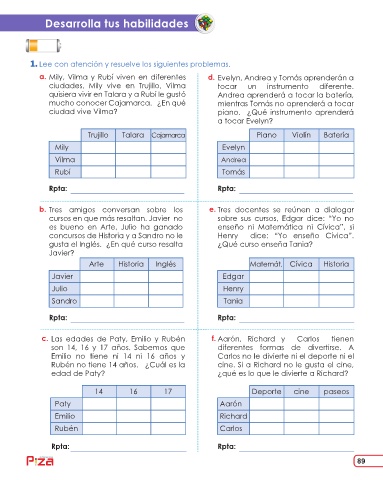 Desarrolla tus habilidades
1. Lee con atención y resuelve los siguientes problemas.
a. Mily, Vilma y Rubí viven en diferentes
ciudades, Mily vive en Trujillo, Vilma
quisiera vivir en Talara y a Rubí le gustó
mucho conocer Cajamarca. ¿En qué
ciudad vive Vilma?
Trujillo Talara Cajamarca
Mily
Vilma
Rubí
Rpta:
b. Tres amigos conversan sobre los
cursos en que más resaltan. Javier no
es bueno en Arte, Julio ha ganado
concursos de Historia y a Sandro no le
gusta el Inglés. ¿En qué curso resalta
Javier?
Arte Historia Inglés
Javier
Julio
Sandro
Rpta:
c. Las edades de Paty, Emilio y Rubén
son 14, 16 y 17 años. Sabemos que
Emilio no tiene ni 14 ni 16 años y
Rubén no tiene 14 años. ¿Cuál es la
edad de Paty?
14 16 17
Paty
Emilio
Rubén
Rpta:
d. Evelyn, Andrea y Tomás aprenderán a
tocar un instrumento diferente.
Andrea aprenderá a tocar la batería,
mientras Tomás no aprenderá a tocar
piano. ¿Qué instrumento aprenderá
a tocar Evelyn?
Piano Violín Batería
Evelyn
Andrea
Tomás
Rpta:
e. Tres docentes se reúnen a dialogar
sobre sus cursos, Edgar dice: "Yo no
enseño ni Matemática ni Cívica", si
Henry dice: "Yo enseño Cívica".
¿Qué curso enseña Tania?
Matemát. Cívica Historia
Edgar
Henry
Tania
Rpta:
f. Aarón, Richard y Carlos tienen
diferentes formas de divertirse. A
Carlos no le divierte ni el deporte ni el
cine. Si a Richard no le gusta el cine,
¿qué es lo que le divierte a Richard?
Deporte cine paseos
Aarón
Richard
Carlos
Rpta:
Pizza
89